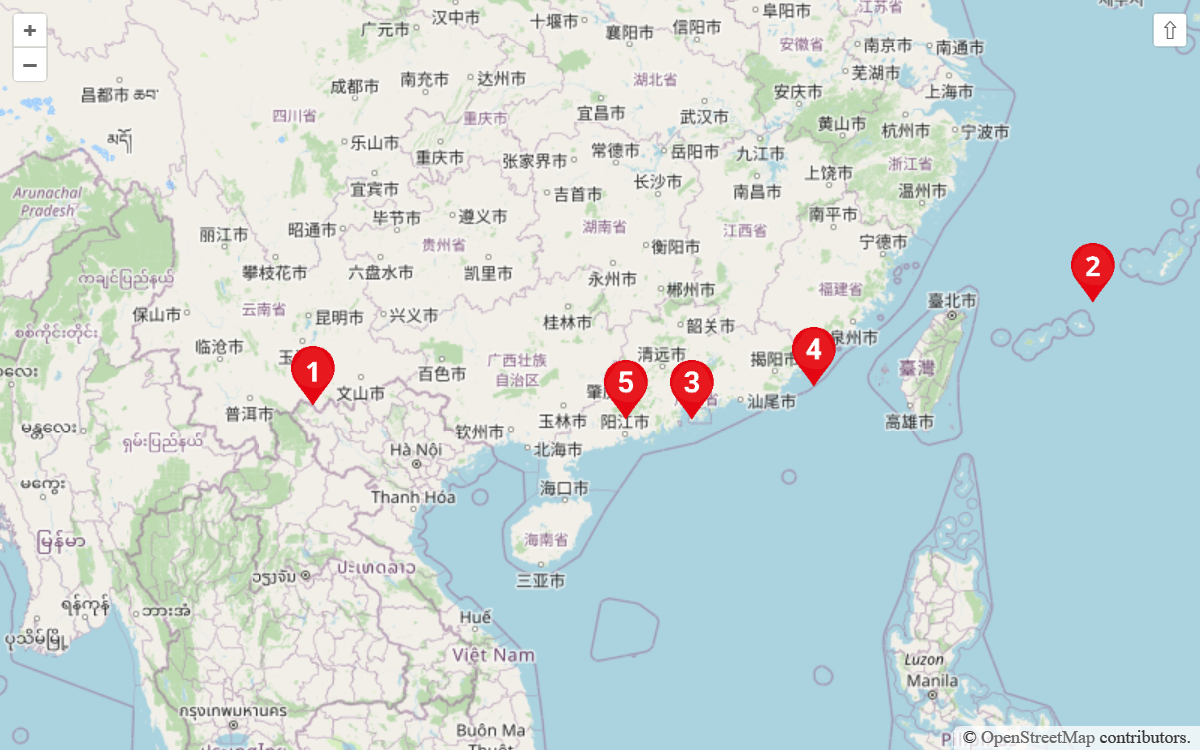 +
−
⇧
汉中市
十堰市
阜阳市
江苏省
广元市
襄阳市
信阳市
安徽省
南京市
南通市
成都市
南充市
达州市
湖北省
芜湖市
昌都市
安庆市
上海市
四川省
重庆市
宜昌市
武汉市
黄山市
杭州市
宁波市
乐山市
重庆市
张家界市
常德市
岳阳市
九江市
浙江省
Arunachal
Pradesh
宜宾市
吉首市
长沙市
南昌市
上饶市
温州市
丽江市
昭通市
毕节市
遵义市
贵州省
湖南省
衡阳市
江西省
南平市
宁德市
攀枝花市
六盘水市
凯里市
永州市
郴州市
福建省
2
保山市
云南省
昆明市
兴义市
桂林市
韶关市
泉州市
臺北市
临沧市
广西壮族
自治区
清远市
揭阳市
4
臺灣
1
百色市
5
3
普洱市
文山市
玉林市
阳江市
汕尾市
高雄市
钦州市
北海市
Hà Nội
Thanh Hóa
海口市
海南省
三亚市
Huế
Việt Nam
Luzon
Manila
Buôn Ma
© OpenStreetMap contributors.